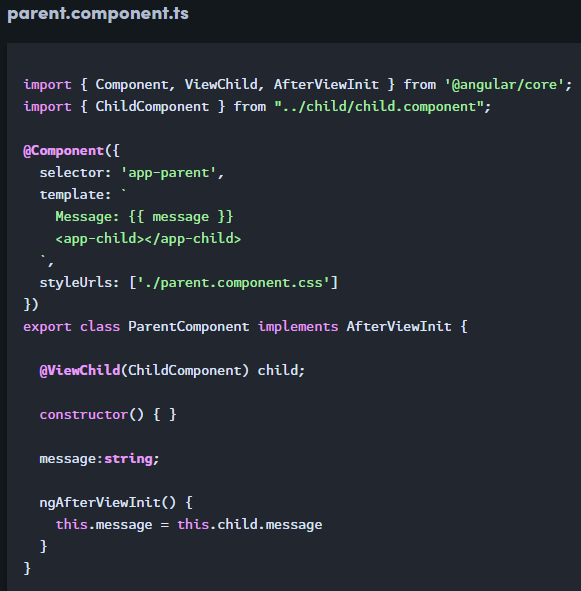 parent.component.ts
import { Component, ViewChild, AfterViewInit } from '@angular/core';
import { ChildComponent } from "../child/child.component";
@Component({
  selector: 'app-parent',
  template: `
    Message: {{ message }}
    <app-child></app-child>
  `,
  styleUrls: ['./parent.component.css']
})
export class ParentComponent implements AfterViewInit {
  @ViewChild(ChildComponent) child;
  constructor() { }
  message:string;
  ngAfterViewInit() {
    this.message = this.child.message
  }
}